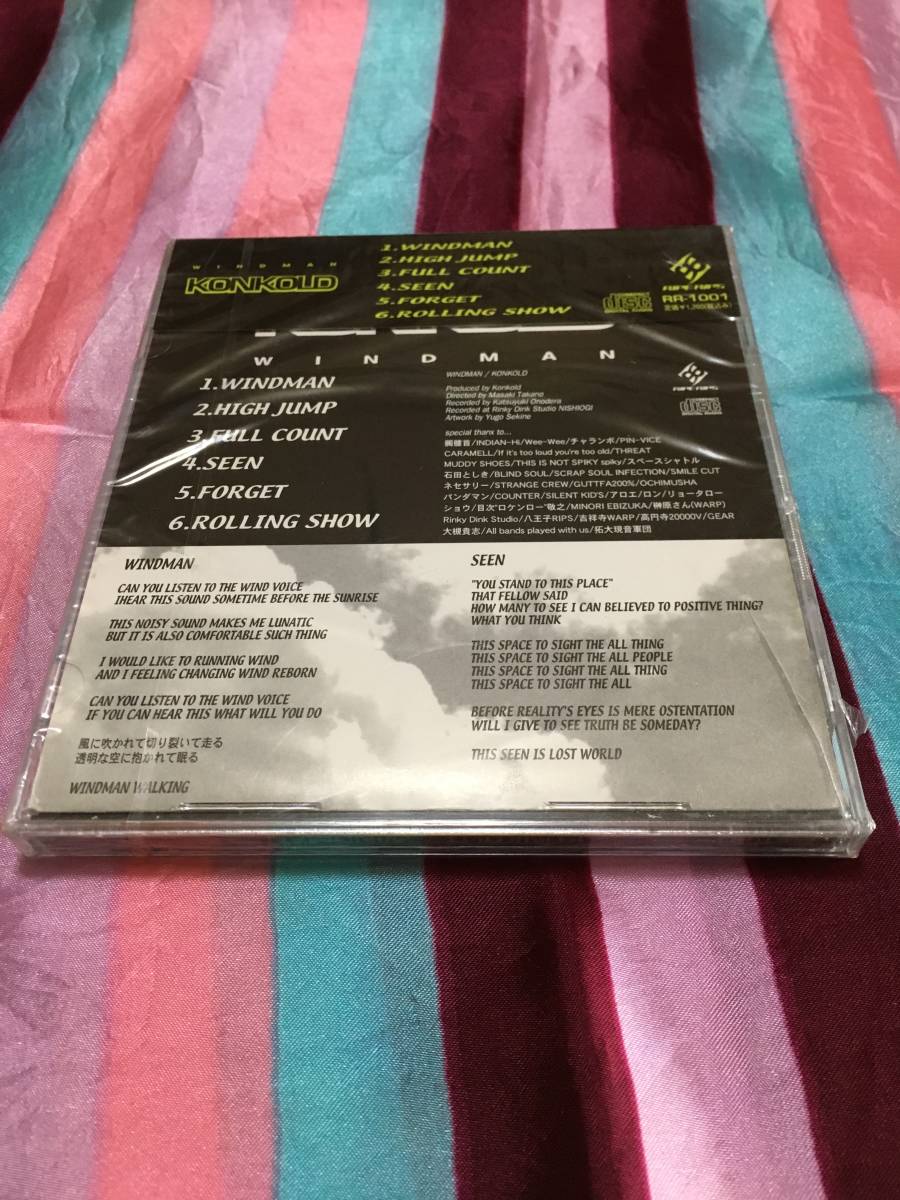 WINDMAN
KONKOLD
1.WINDMAN
2.HIGH JUMP
3.FULL COUNT
4.SEEN
5.FORGET
6.ROLLING SHOW
RR-1001
定価¥1,260(税込み)
WINDMAN
1.WINDMAN
2.HIGH JUMP
3.FULL COUNT
4.SEEN
5.FORGET
6.ROLLING SHOW
WINDMAN / KONKOLD
Produced by Konkold
Directed by Masaki Takano
Recorded by Katsuyuki Onodera
Recorded at Rinky Dink Studio NISHIOGI
Artwork by Yugo Sekine
special thanx to...
髑髏首/INDIAN-Hi/Wee-Wee/チャランボ/PIN-VICE
CARAMELL/If it's too loud you're too old/THREAT
MUDDY SHOES/THIS IS NOT SPIKY spiky/スペースシャトル
石田としき/BLIND SOUL/SCRAP SOUL INFECTION/SMILE CUT
ネセサリー/STRANGE CREW/GUTTFA200%/OCHIMUSHA
パンダマン/COUNTER/SILENT KID'S/アロエ/ロン/リョータロー
ショウ/目次"ロケンロー"敬之/MINORI EBIZUKA/榊原さん(WARP)
Rinky Dink Studio/八王子RIPS/吉祥寺WARP/高円寺20000V/GEAR
大槻貴志/All bands played with us/拓大現音軍団
WINDMAN
CAN YOU LISTEN TO THE WIND VOICE
IHEAR THIS SOUND SOMETIME BEFORE THE SUNRISE
THIS NOISY SOUND MAKES ME LUNATIC
BUT IT IS ALSO COMFORTABLE SUCH THING
I WOULD LIKE TO RUNNING WIND
AND I FEELING CHANGING WIND REBORN
CAN YOU LISTEN TO THE WIND VOICE
IF YOU CAN HEAR THIS WHAT WILL YOU DO
風に吹かれて切り裂いて走る
透明な空に抱かれて眠る
WINDMAN WALKING
SEEN
"YOU STAND TO THIS PLACE"
THAT FELLOW SAID
HOW MANY TO SEE I CAN BELIEVED TO POSITIVE THING?
WHAT YOU THINK
THIS SPACE TO SIGHT THE ALL THING
THIS SPACE TO SIGHT THE ALL PEOPLE
THIS SPACE TO SIGHT THE ALL THING
THIS SPACE TO SIGHT THE ALL
BEFORE REALITY'S EYES IS MERE OSTENTATION
WILL I GIVE TO SEE TRUTH BE SOMEDAY?
THIS SEEN IS LOST WORLD